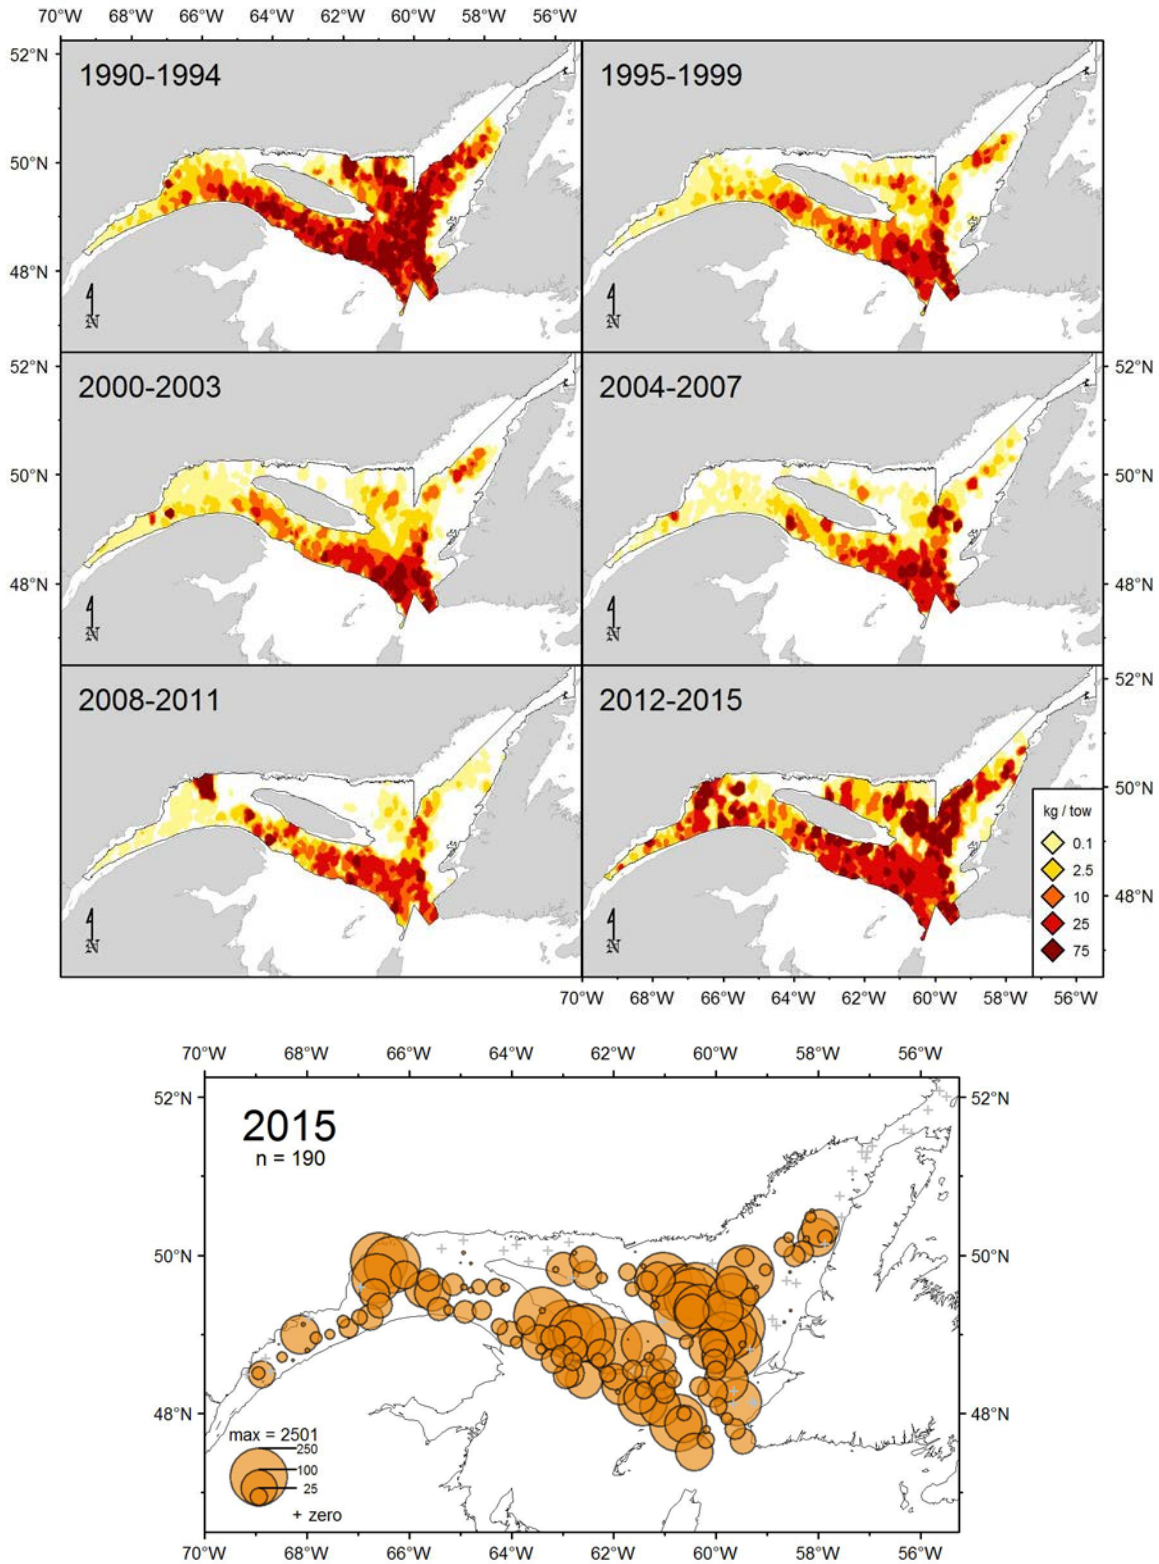 70°W 68°W 66°W 64°W 62°W 60°W 58°W 56°W
52°N
1990-1994
1995-1999
50°N
48°N
N
N
52°N
2000-2003
2004-2007
52°N
50°N
50°N
48°N
48°N
N
N
2008-2011
2012-2015
52°N
50°N
kg / tow
0.1
2.5
10
25
75
48°N
N
N
70°W 68°W 66°W 64°W 62°W 60°W 58°W 56°W
70°W 68°W 66°W 64°W 62°W 60°W 58°W 56°W
52°N
2015
n = 190
52°N
50°N
50°N
48°N
48°N
max = 2501
250
100
25
+ zero
70°W 68°W 66°W 64°W 62°W 60°W 58°W 56°W